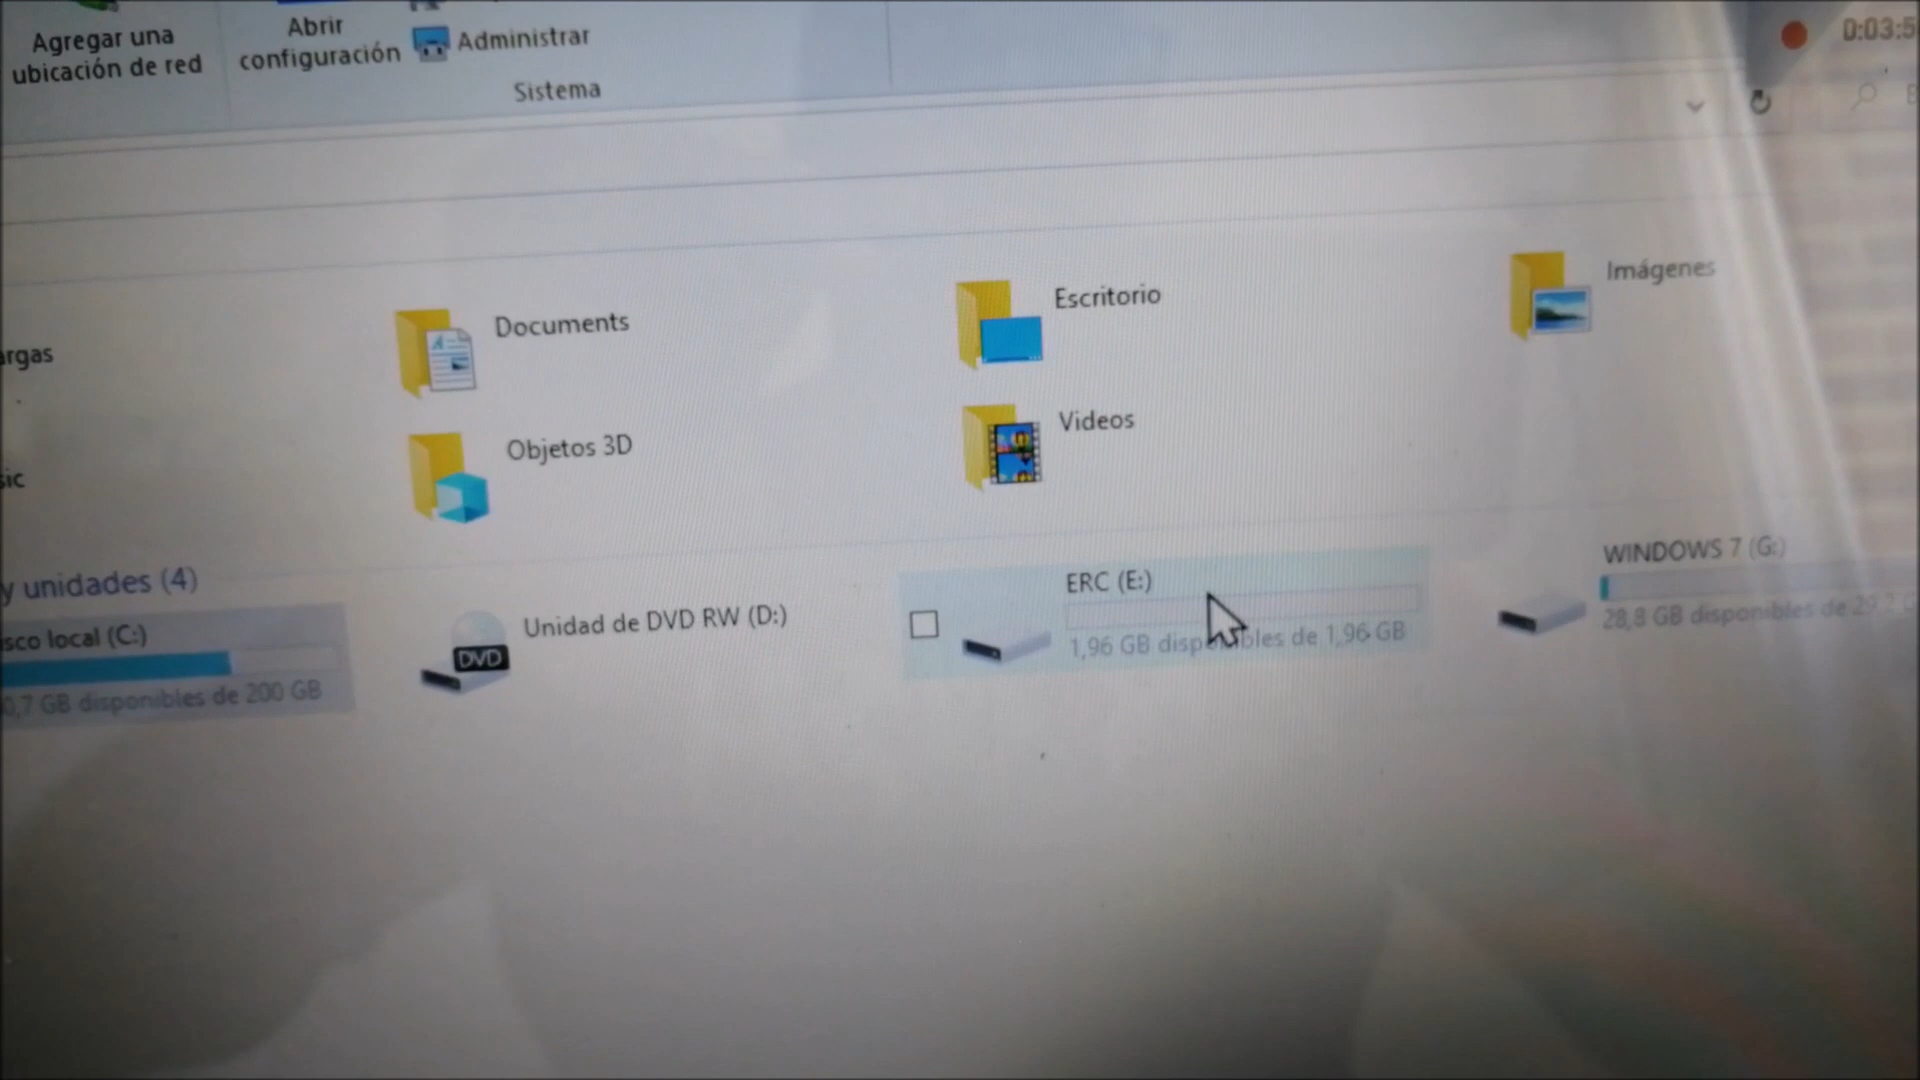 Agregar una
ubicación de red
Abrir
configuración
Administrar
Sistema
0:03:5
argas
Documents
Escritorio
Imágenes
sic
Objetos 3D
Videos
y unidades (4)
sco local (C:)
0,7 GB disponibles de 200 GB
DVD
Unidad de DVD RW (D:)
ERC (E:)
1,96 GB disponibles de 1,96 GB
WINDOWS 7 (G:)
28,8 GB disponibles de 29,2 G